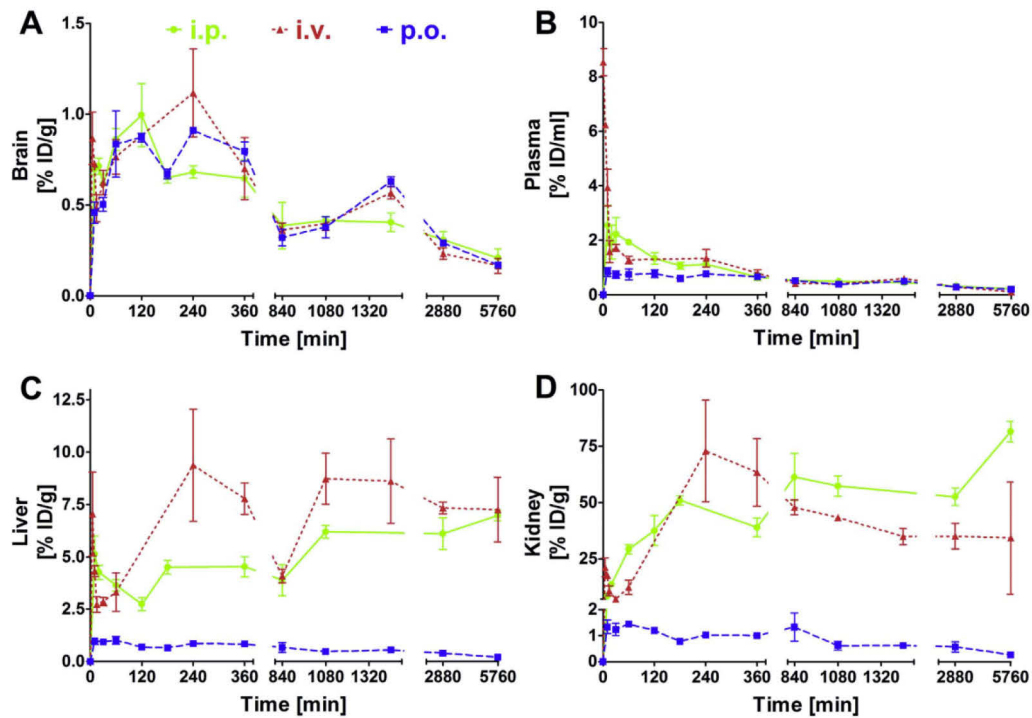 A
i.p. i.v. p.o.
Brain
[% ID/g]
1.5
1.0
0.5
0.0
0 120 240 360 840 1080 1320 2880 5760
Time [min]
B
Plasma
[% ID/ml]
10
8
6
4
2
0
0 120 240 360 840 1080 1320 2880 5760
Time [min]
C
Liver
[% ID/g]
12.5
10.0
7.5
5.0
2.5
0.0
0 120 240 360 840 1080 1320 2880 5760
Time [min]
D
Kidney
[% ID/g]
100
75
50
25
2
1
0
0 120 240 360 840 1080 1320 2880 5760
Time [min]